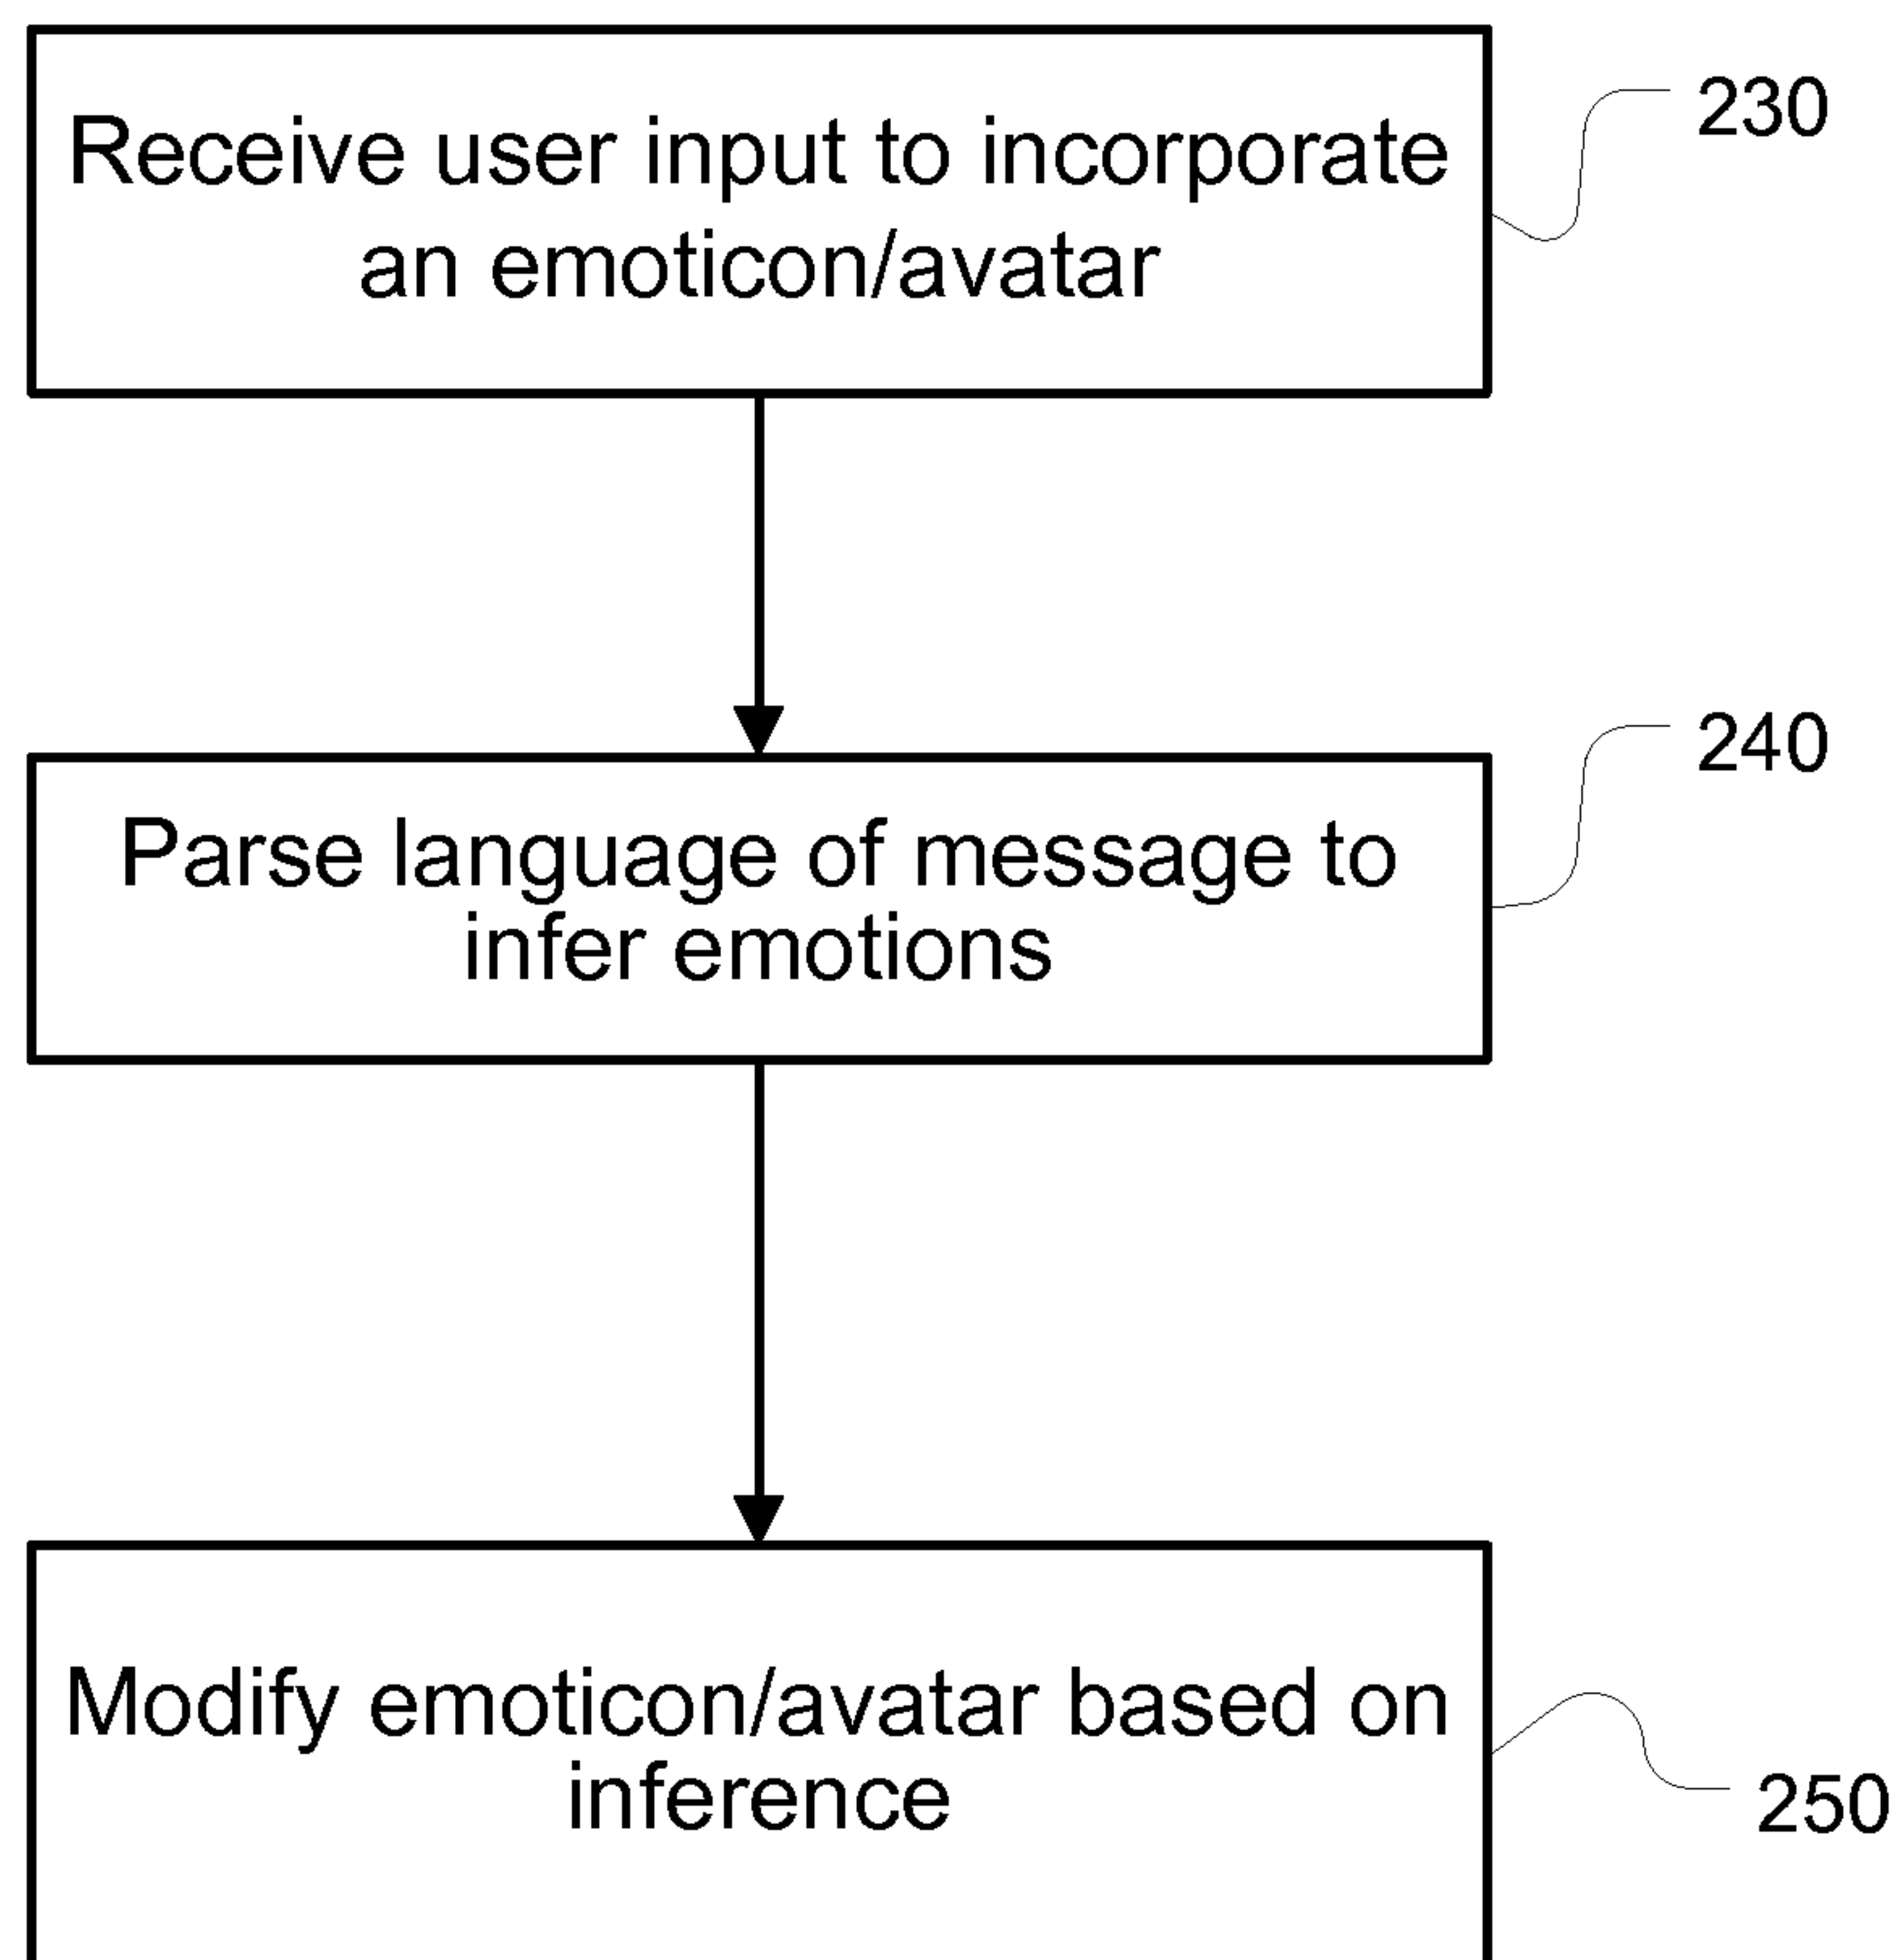 Receive user input to incorporate
an emoticon/avatar
230
Parse language of message to
infer emotions
240
Modify emoticon/avatar based on
inference
250